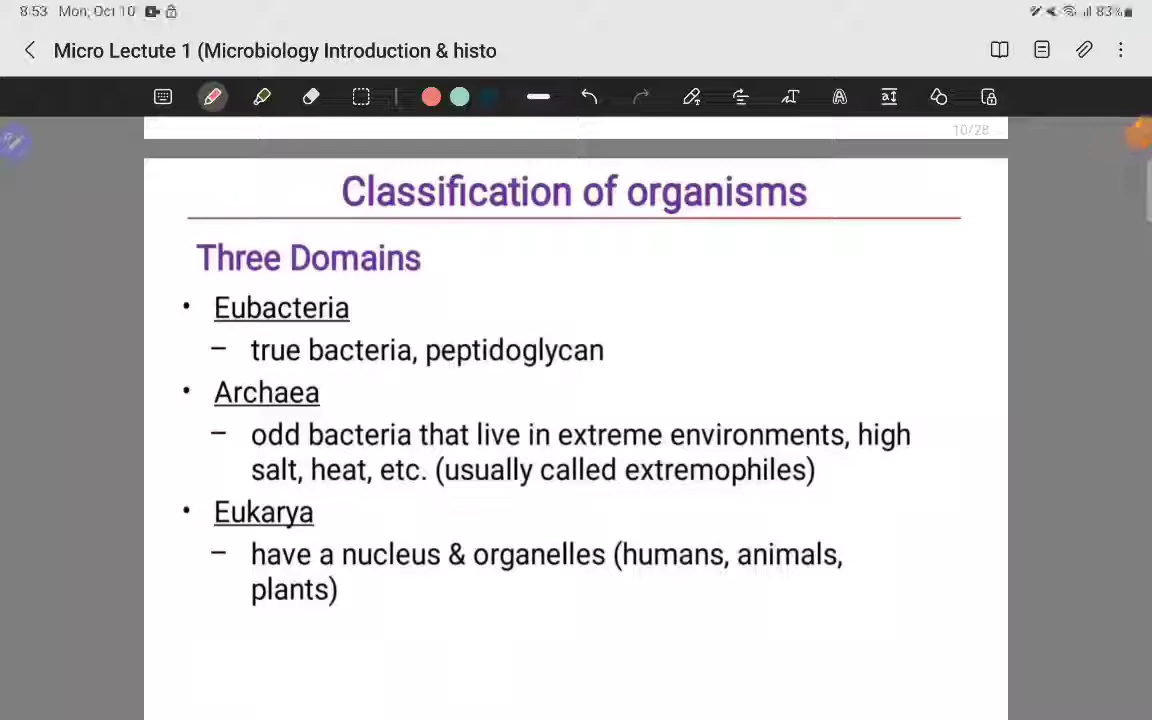 8:53 Mon, Oct 10 83%
Micro Lectute 1 (Microbiology Introduction & histo
10/28
Classification of organisms
Three Domains
• Eubacteria
– true bacteria, peptidoglycan
• Archaea
– odd bacteria that live in extreme environments, high
salt, heat, etc. (usually called extremophiles)
• Eukarya
– have a nucleus & organelles (humans, animals,
plants)